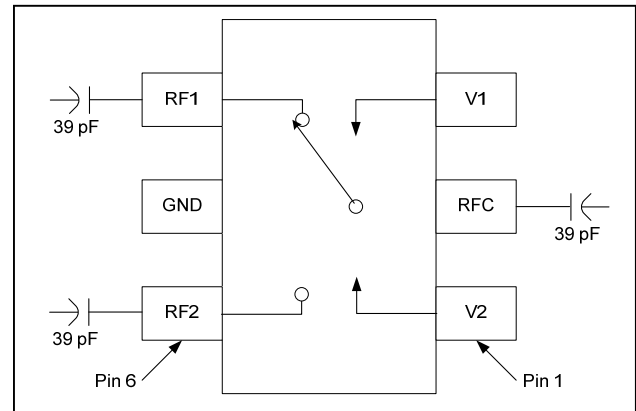 RF1
V1
39 pF
GND
RFC
39 pF
RF2
V2
39 pF
Pin 6
Pin 1